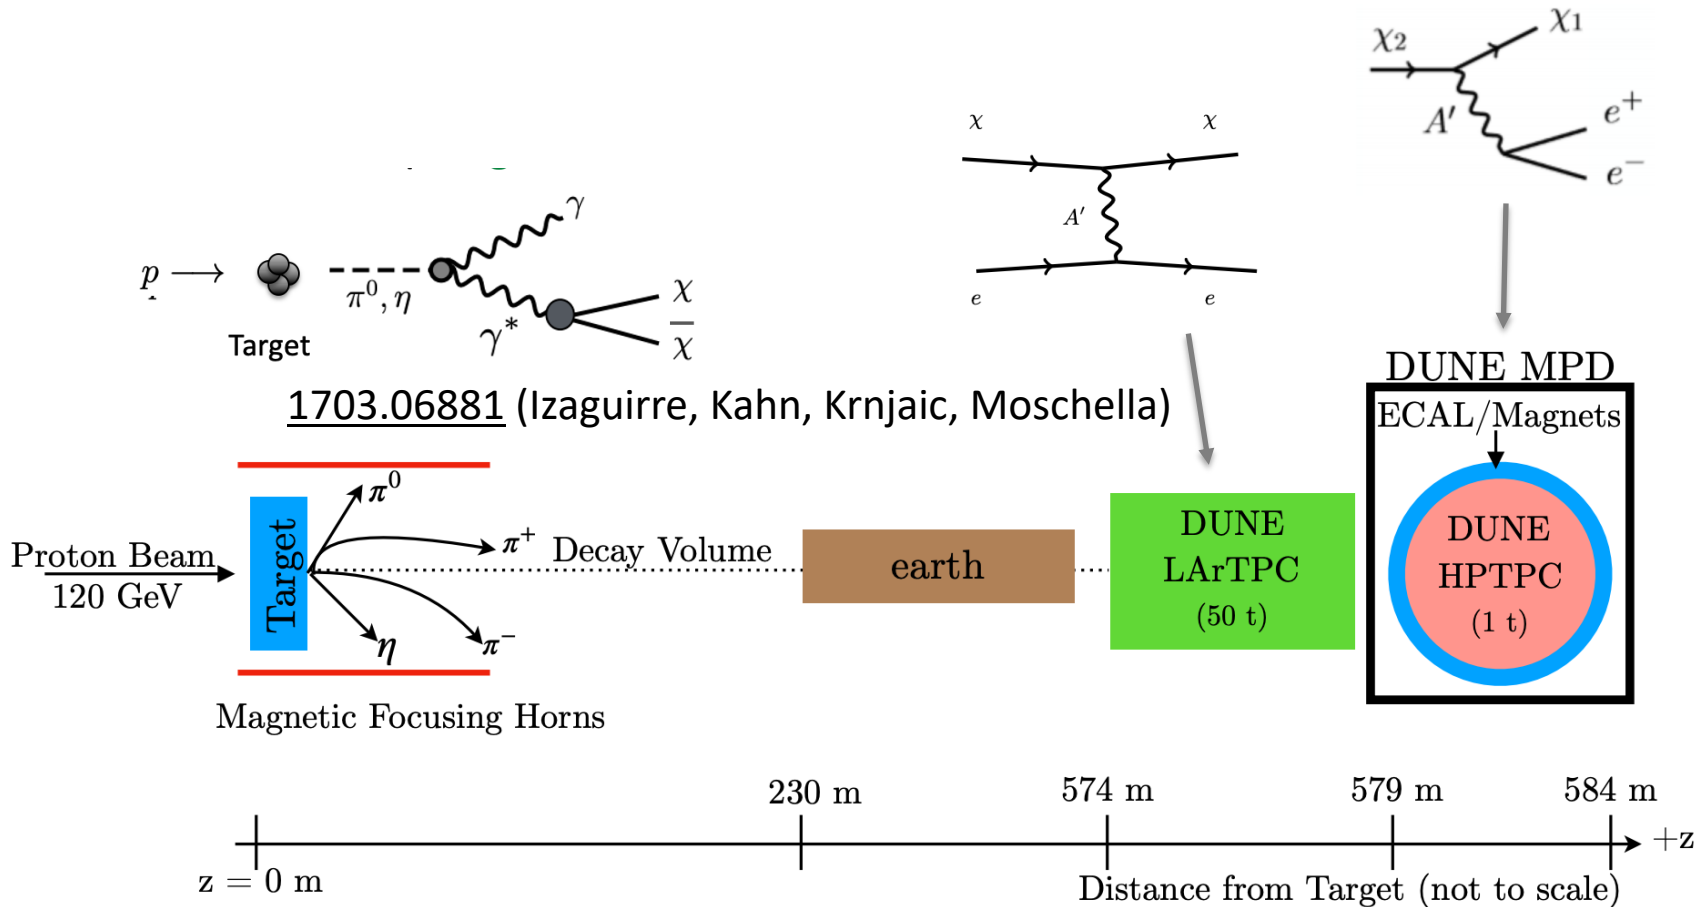 χ₂
χ₁
A′
e⁺
e⁻
χ
χ
A′
e
e
p
π⁰, η
γ
γ*
χ
χ̅
Target
1703.06881 (Izaguirre, Kahn, Krnjaic, Moschella)
DUNE MPD
ECAL/Magnets
Proton Beam
120 GeV
Target
π⁰
π⁺
η
π⁻
Decay Volume
earth
DUNE
LArTPC
(50 t)
DUNE
HPTPC
(1 t)
Magnetic Focusing Horns
230 m
574 m
579 m
584 m
+z
z = 0 m
Distance from Target (not to scale)